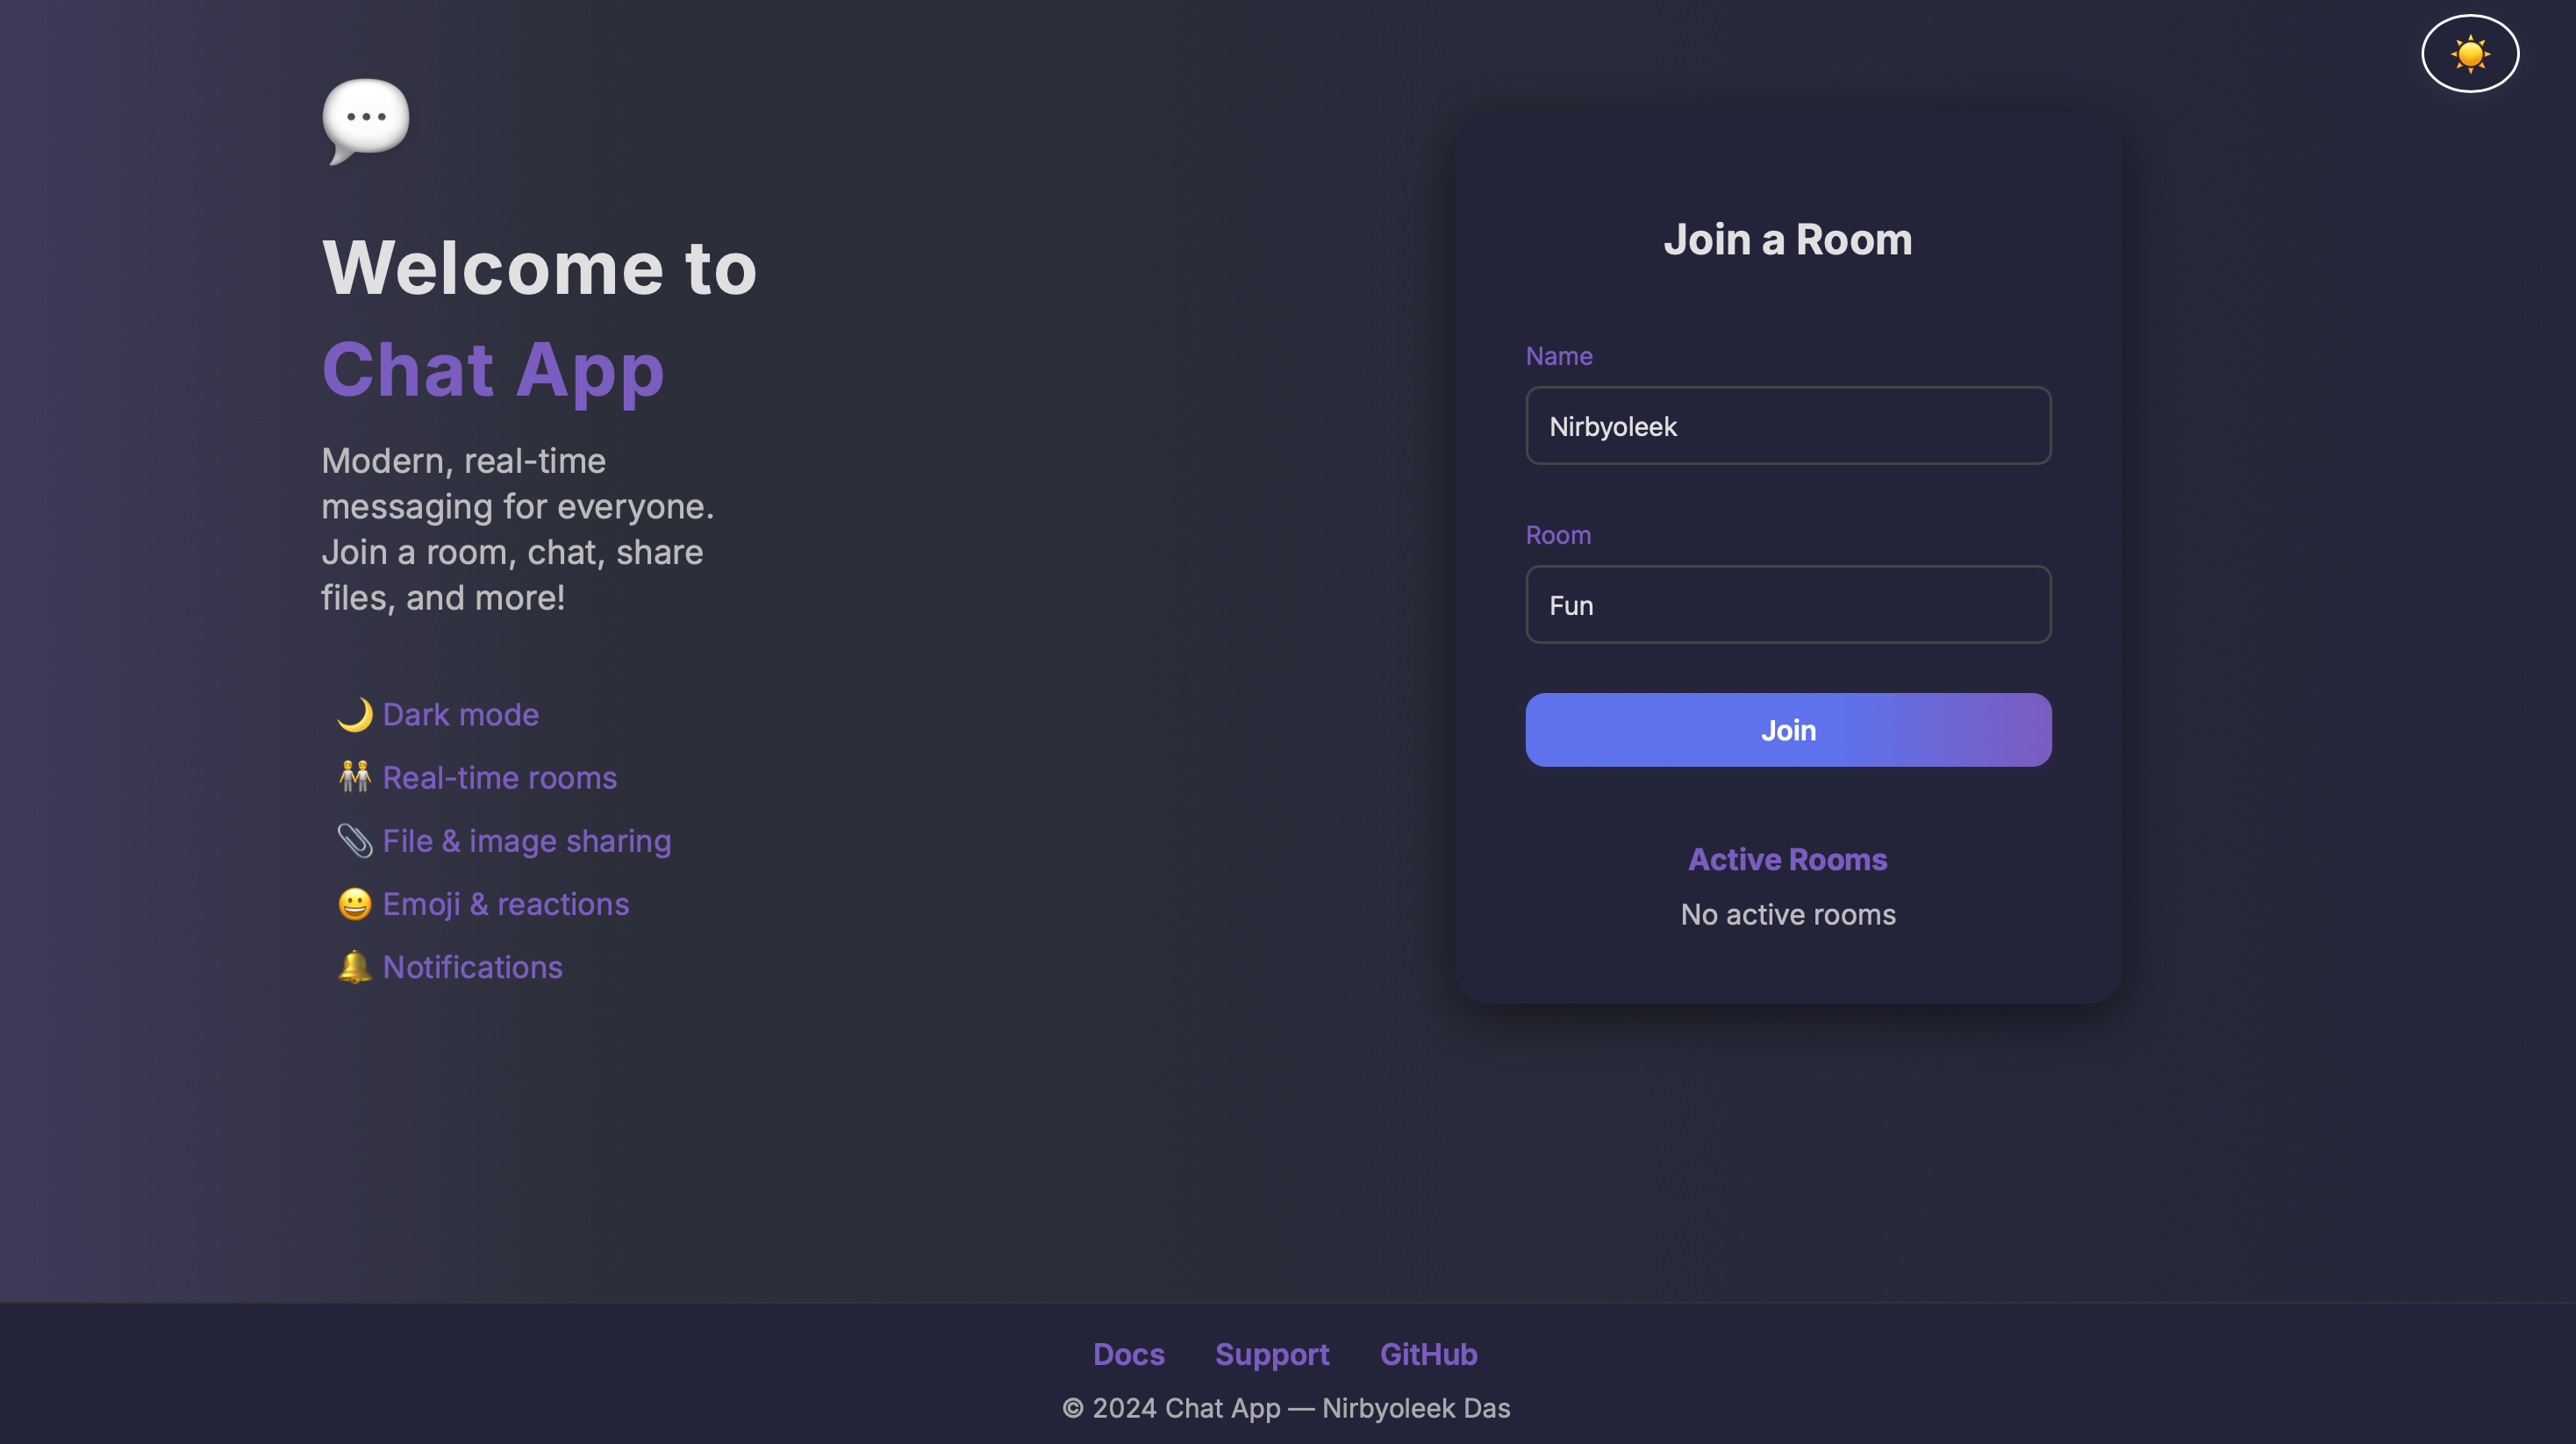 Welcome to
Chat App
Modern, real-time
messaging for everyone.
Join a room, chat, share
files, and more!
🌙 Dark mode
🧑‍🤝‍🧑 Real-time rooms
📎 File & image sharing
😀 Emoji & reactions
🔔 Notifications
Join a Room
Name
Nirbyoleek
Room
Fun
Join
Active Rooms
No active rooms
Docs Support GitHub
© 2024 Chat App — Nirbyoleek Das